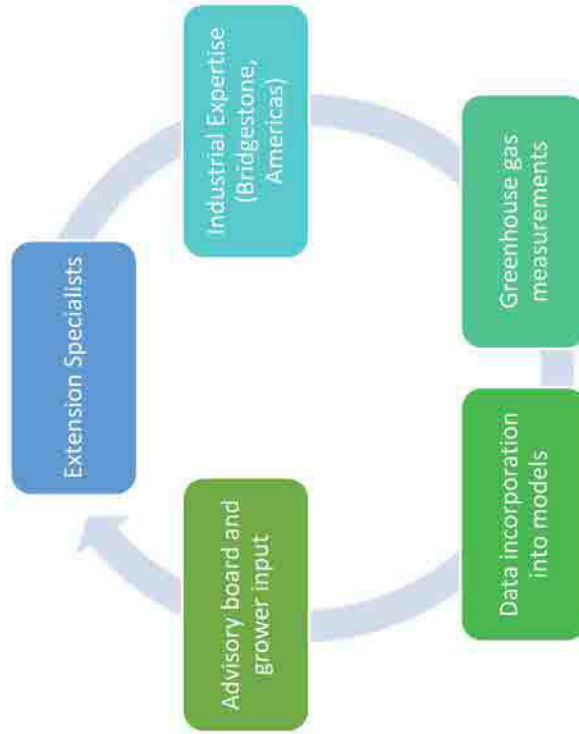 Extension Specialists
Industrial Expertise
(Bridgestone,
Americas)
Greenhouse gas
measurements
Data incorporation
into models
Advisory board and
grower input